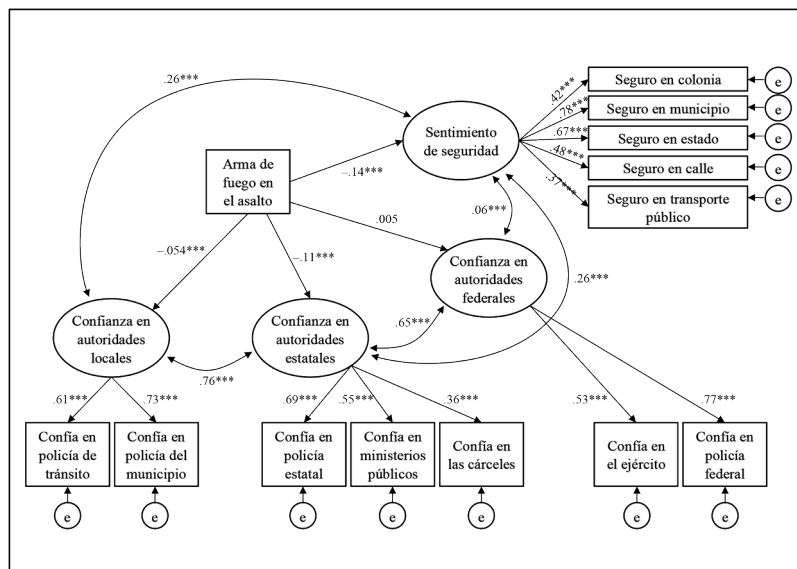 .26***
Sentimiento
de seguridad
.42***
.78***
.67***
.48***
.37***
Seguro en colonia
e
Seguro en municipio
e
Seguro en estado
e
Seguro en calle
e
Seguro en transporte
público
e
Arma de
fuego en
el asalto
–.14***
.005
.06***
–.054***
–.11***
Confianza en
autoridades
federales
.26***
Confianza en
autoridades
locales
Confianza en
autoridades
estatales
.65***
.76***
.61***
.73***
.69***
.55***
.36***
.53***
.77***
Confía en
policía de
tránsito
Confía en
policía del
municipio
Confía en
policía
estatal
Confía en
ministerios
públicos
Confía en
las cárceles
Confía en
el ejército
Confía en
policía
federal
e
e
e
e
e
e
e